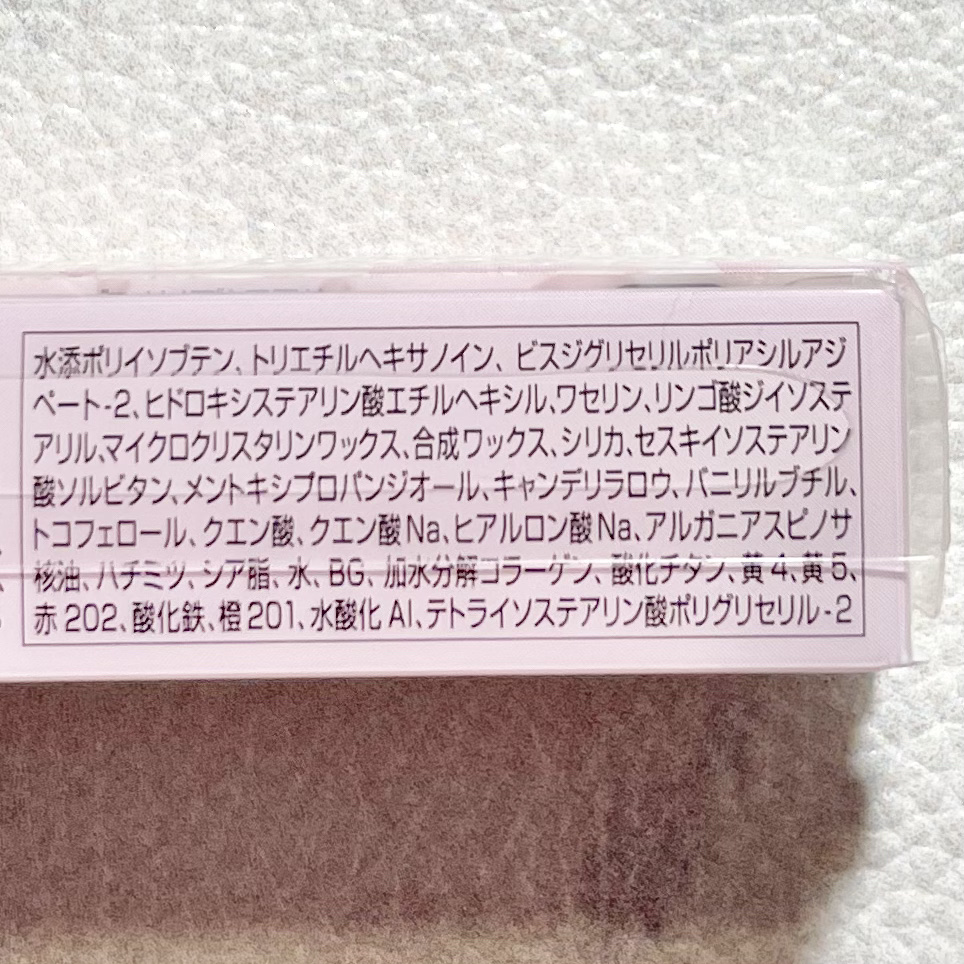 水添ポリイソブテン、トリエチルヘキサノイン、ビスジグリセリルポリアシルアジ
ペート-2、ヒドロキシステアリン酸エチルヘキシル、ワセリン、リンゴ酸ジイソステ
アリル、マイクロクリスタリンワックス、合成ワックス、シリカ、セスキイソステアリン
酸ソルビタン、メントキシプロパンジオール、キャンデリラロウ、バニリルブチル、
トコフェロール、クエン酸、クエン酸Na、ヒアルロン酸Na、アルガニアスピノサ
核油、ハチミツ、シア脂、水、BG、加水分解コラーゲン、酸化チタン、黄4、黄5、
赤202、酸化鉄、橙201、水酸化Al、テトライソステアリン酸ポリグリセリル-2